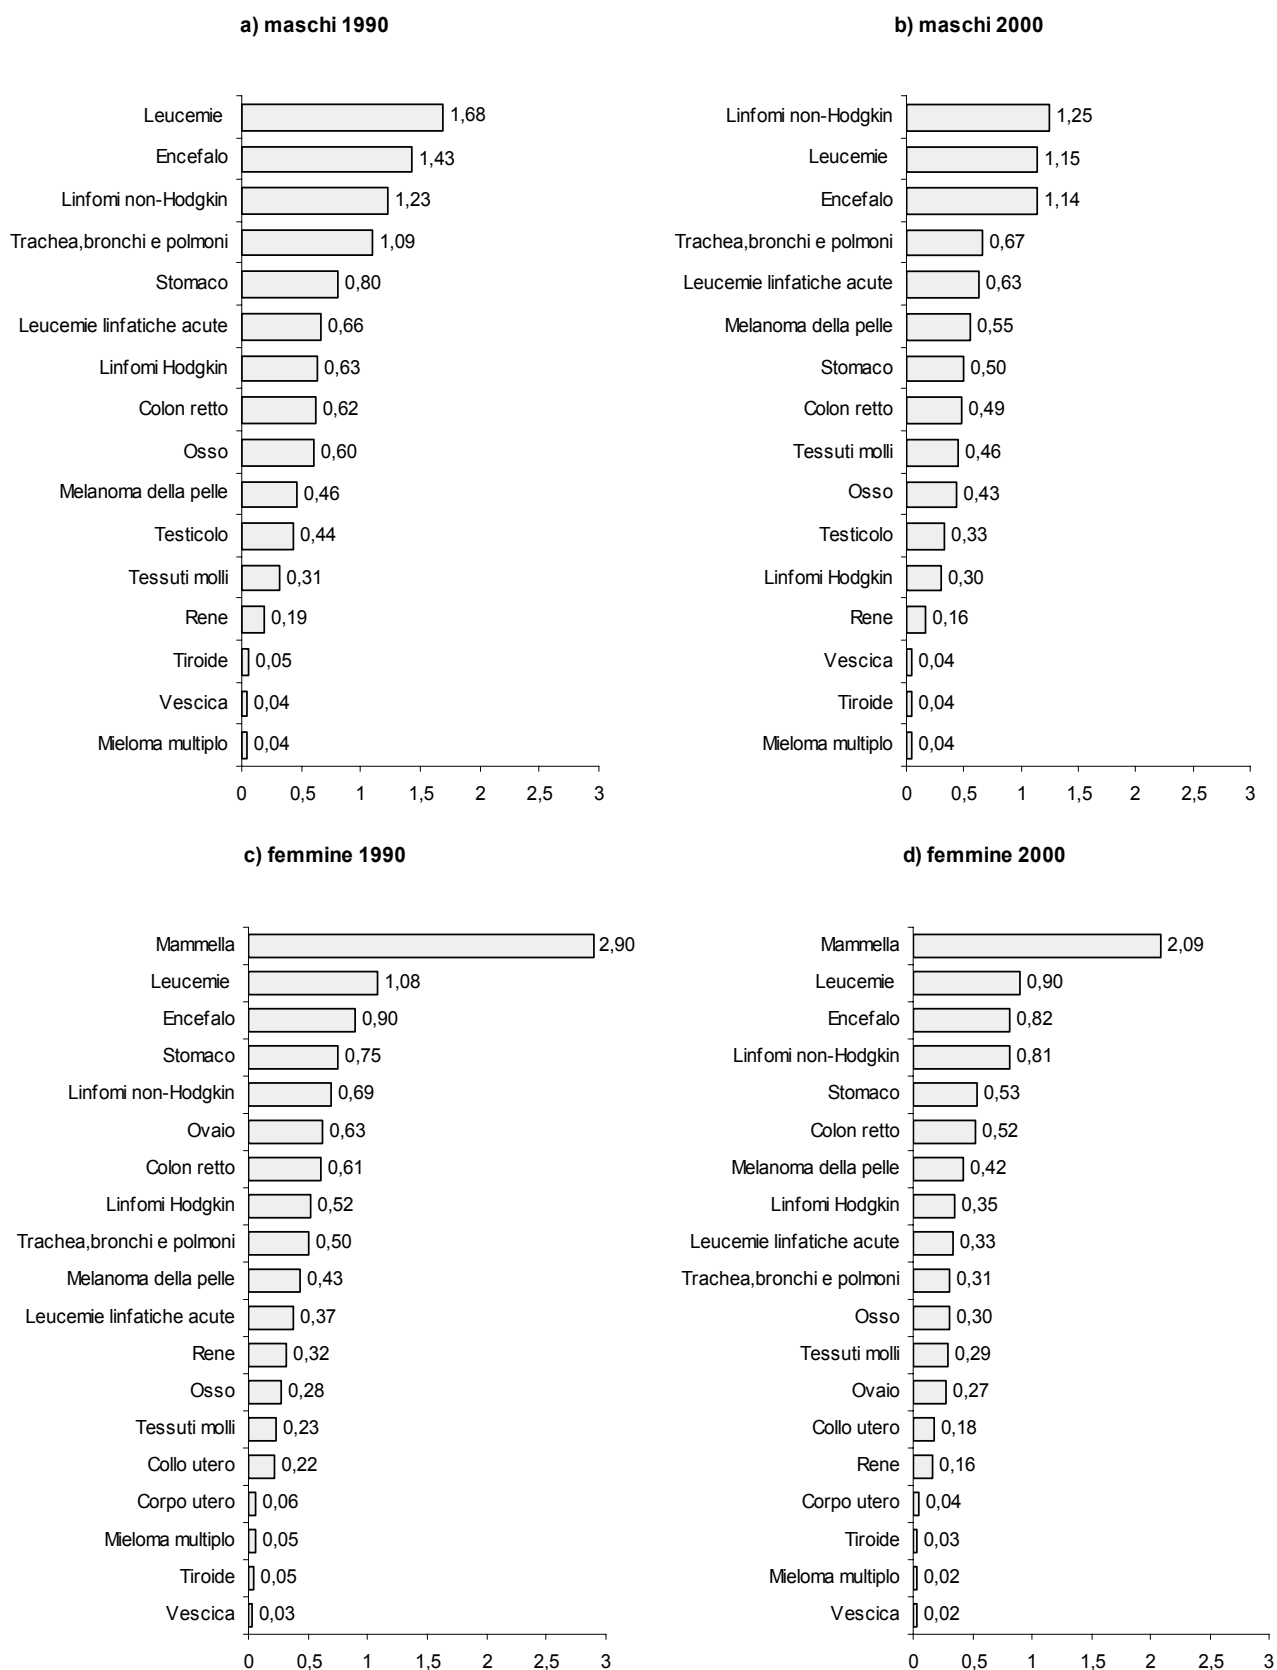 a) maschi 1990
Leucemie 1,68
Encefalo 1,43
Linfomi non-Hodgkin 1,23
Trachea,bronchi e polmoni 1,09
Stomaco 0,80
Leucemie linfatiche acute 0,66
Linfomi Hodgkin 0,63
Colon retto 0,62
Osso 0,60
Melanoma della pelle 0,46
Testicolo 0,44
Tessuti molli 0,31
Rene 0,19
Tiroide 0,05
Vescica 0,04
Mieloma multiplo 0,04
0 0,5 1 1,5 2 2,5 3
b) maschi 2000
Linfomi non-Hodgkin 1,25
Leucemie 1,15
Encefalo 1,14
Trachea,bronchi e polmoni 0,67
Leucemie linfatiche acute 0,63
Melanoma della pelle 0,55
Stomaco 0,50
Colon retto 0,49
Tessuti molli 0,46
Osso 0,43
Testicolo 0,33
Linfomi Hodgkin 0,30
Rene 0,16
Vescica 0,04
Tiroide 0,04
Mieloma multiplo 0,04
0 0,5 1 1,5 2 2,5 3
c) femmine 1990
Mammella 2,90
Leucemie 1,08
Encefalo 0,90
Stomaco 0,75
Linfomi non-Hodgkin 0,69
Ovaio 0,63
Colon retto 0,61
Linfomi Hodgkin 0,52
Trachea,bronchi e polmoni 0,50
Melanoma della pelle 0,43
Leucemie linfatiche acute 0,37
Rene 0,32
Osso 0,28
Tessuti molli 0,23
Collo utero 0,22
Corpo utero 0,06
Mieloma multiplo 0,05
Tiroide 0,05
Vescica 0,03
0 0,5 1 1,5 2 2,5 3
d) femmine 2000
Mammella 2,09
Leucemie 0,90
Encefalo 0,82
Linfomi non-Hodgkin 0,81
Stomaco 0,53
Colon retto 0,52
Melanoma della pelle 0,42
Linfomi Hodgkin 0,35
Leucemie linfatiche acute 0,33
Trachea,bronchi e polmoni 0,31
Osso 0,30
Tessuti molli 0,29
Ovaio 0,27
Collo utero 0,18
Rene 0,16
Corpo utero 0,04
Tiroide 0,03
Mieloma multiplo 0,02
Vescica 0,02
0 0,5 1 1,5 2 2,5 3